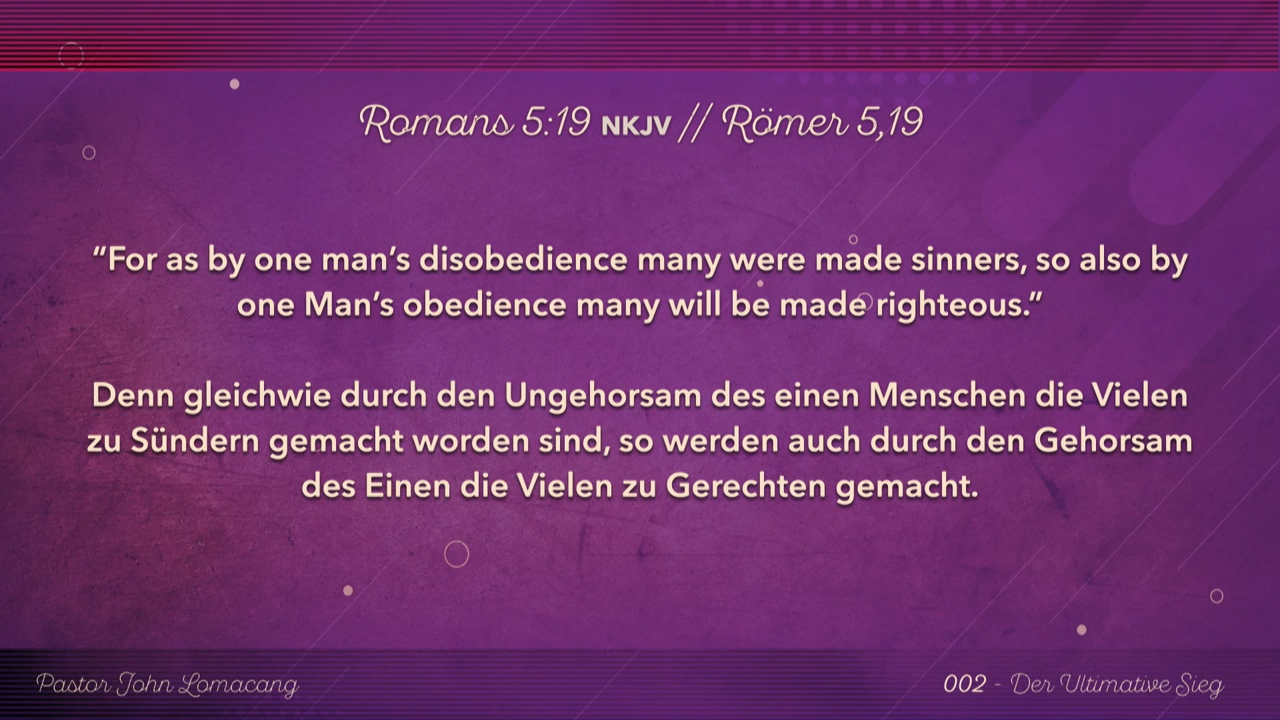 Romans 5:19 NKJV // Römer 5,19
“For as by one man’s disobedience many were made sinners, so also by
one Man’s obedience many will be made righteous.”
Denn gleichwie durch den Ungehorsam des einen Menschen die Vielen
zu Sündern gemacht worden sind, so werden auch durch den Gehorsam
des Einen die Vielen zu Gerechten gemacht.
Pastor John Lomacang
002 - Der Ultimative Sieg